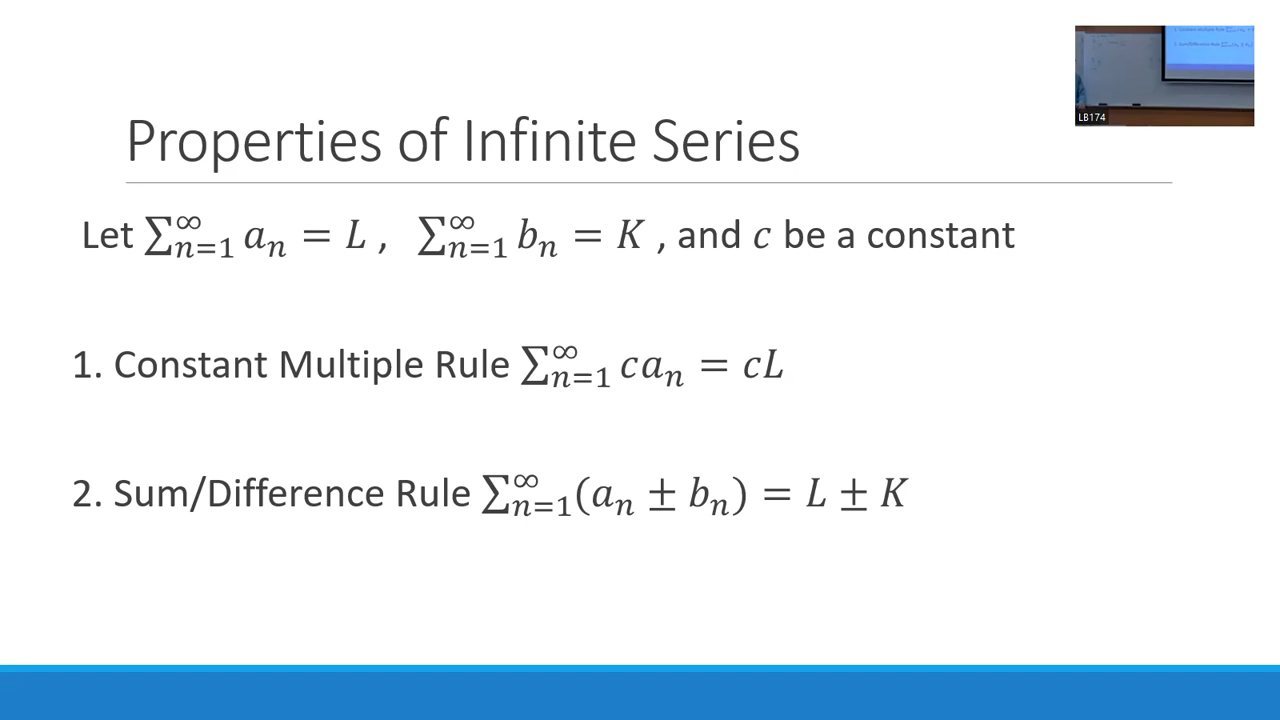 Properties of Infinite Series
Let ∑_{n=1}^{∞} a_n = L , ∑_{n=1}^{∞} b_n = K , and c be a constant
1. Constant Multiple Rule ∑_{n=1}^{∞} ca_n = cL
2. Sum/Difference Rule ∑_{n=1}^{∞}(a_n ± b_n) = L ± K
LB174